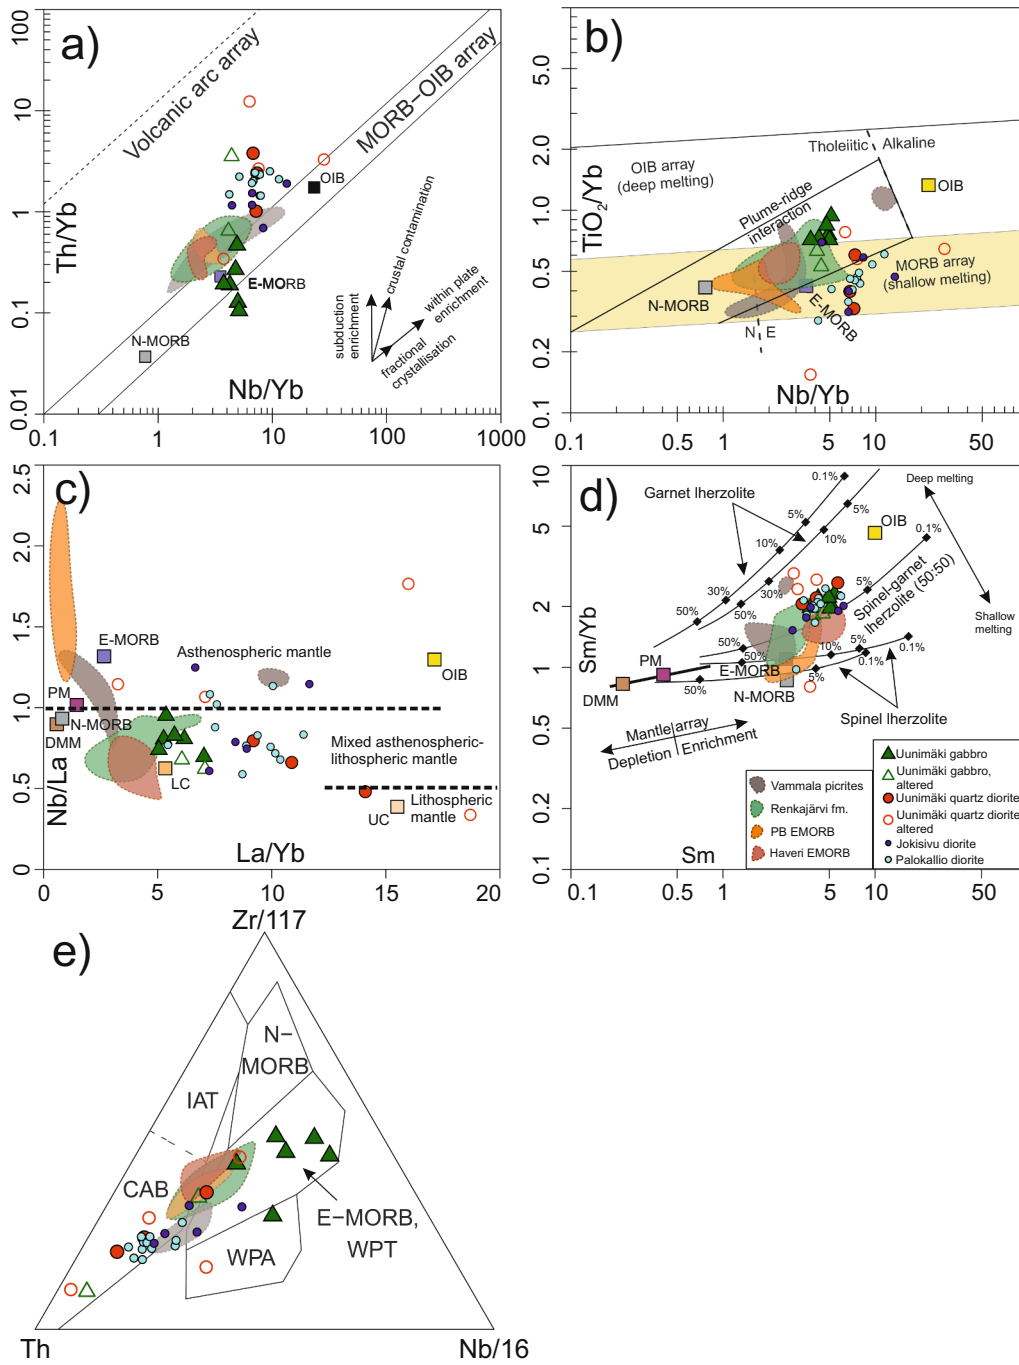 a)
Th/Yb
100
10
1
0.1
0.01
Volcanic arc array
MORB−OIB array
OIB
E-MORB
N-MORB
subduction
enrichment
crustal contamination
within plate
enrichment
fractional
crystallisation
Nb/Yb
0.1
1
10
100
1000
b)
TiO2/Yb
5.0
2.0
1.0
0.5
0.2
0.1
Tholeiitic
Alkaline
OIB array
(deep melting)
OIB
Plume-ridge
interaction
MORB array
(shallow melting)
N-MORB
E-MORB
N
E
Nb/Yb
0.1
0.5
1
5
10
50
c)
Nb/La
2.5
2.0
1.5
1.0
0.5
0
E-MORB
Asthenospheric mantle
OIB
PM
N-MORB
DMM
Mixed asthenospheric-
lithospheric mantle
LC
Lithospheric
mantle
UC
La/Yb
0
5
10
15
20
d)
Sm/Yb
10
5
2
1
0.5
0.2
0.1
Garnet lherzolite
0.1%
5%
5%
10%
10%
30%
30%
50%
50%
Deep melting
OIB
0.1%
5%
Spinel-garnet
lherzolite (50:50)
Shallow
melting
50%
50%
50%
10%
5%
0.1%
0.1%
5%
PM
DMM
E-MORB
N-MORB
Spinel lherzolite
Mantle array
Depletion
Enrichment
Vammala picrites
Renkajärvi fm.
PB EMORB
Haveri EMORB
Uunimäki gabbro
Uunimäki gabbro,
altered
Uunimäki quartz diorite
Uunimäki quartz diorite
altered
Jokisivu diorite
Palokallio diorite
Sm
0.1
0.5
1
5
10
50
e)
Zr/117
N−
MORB
IAT
CAB
E−MORB,
WPT
WPA
Th
Nb/16